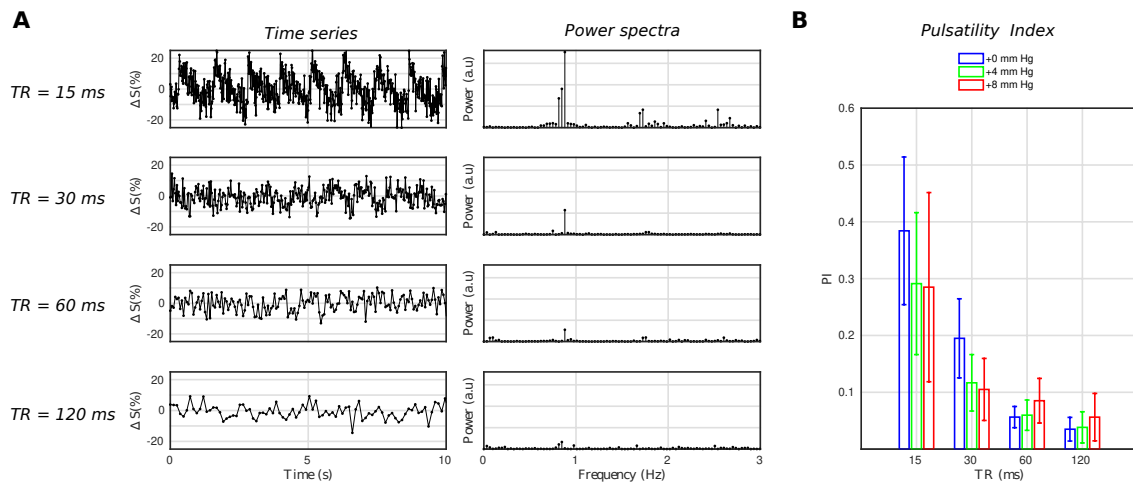 A
Time series
Power spectra
B
Pulsatility Index
+0 mm Hg
+4 mm Hg
+8 mm Hg
TR = 15 ms
ΔS(%)
20
0
-20
Power (a.u)
TR = 30 ms
ΔS(%)
20
0
-20
Power (a.u)
TR = 60 ms
ΔS(%)
20
0
-20
Power (a.u)
TR = 120 ms
ΔS(%)
20
0
-20
Power (a.u)
0 5 10
Time (s)
0 1 2 3
Frequency (Hz)
PI
0.6
0.5
0.4
0.3
0.2
0.1
15 30 60 120
TR (ms)